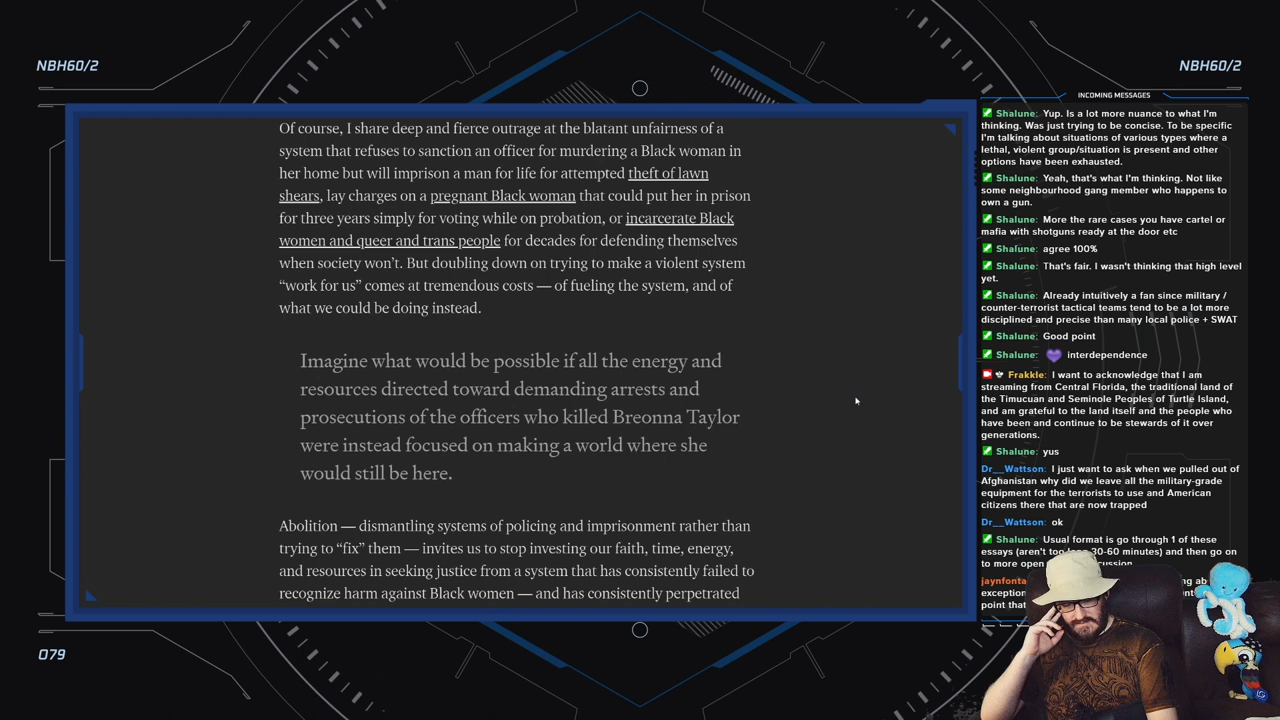 NBH60/2
NBH60/2
Of course, I share deep and fierce outrage at the blatant unfairness of a
system that refuses to sanction an officer for murdering a Black woman in
her home but will imprison a man for life for attempted theft of lawn
shears, lay charges on a pregnant Black woman that could put her in prison
for three years simply for voting while on probation, or incarcerate Black
women and queer and trans people for decades for defending themselves
when society won’t. But doubling down on trying to make a violent system
“work for us” comes at tremendous costs — of fueling the system, and of
what we could be doing instead.
Imagine what would be possible if all the energy and
resources directed toward demanding arrests and
prosecutions of the officers who killed Breonna Taylor
were instead focused on making a world where she
would still be here.
Abolition — dismantling systems of policing and imprisonment rather than
trying to “fix” them — invites us to stop investing our faith, time, energy,
and resources in seeking justice from a system that has consistently failed to
recognize harm against Black women — and has consistently perpetrated
INCOMING MESSAGES
Shalune: Yup. Is a lot more nuance to what I'm
thinking. Was just trying to be concise. To be specific
I'm talking about situations of various types where a
lethal, violent group/situation is present and other
options have been exhausted.
Shalune: Yeah, that's what I'm thinking. Not like
some neighbourhood gang member who happens to
own a gun.
Shalune: More the rare cases you have cartel or
mafia with shotguns ready at the door etc
Shalune: agree 100%
Shalune: That's fair. I wasn't thinking that high level
yet.
Shalune: Already intuitively a fan since military /
counter-terrorist tactical teams tend to be a lot more
disciplined and precise than many local police + SWAT
Shalune: Good point
Shalune: interdependence
Frakkle: I want to acknowledge that I am
streaming from Central Florida, the traditional land of
the Timucuan and Seminole Peoples of Turtle Island,
and am grateful to the land itself and the people who
have been and continue to be stewards of it over
generations.
Shalune: yus
Dr__Wattson: I just want to ask when we pulled out of
Afghanistan why did we leave all the military-grade
equipment for the terrorists to use and American
citizens there that are now trapped
Dr__Wattson: ok
Shalune: Usual format is go through 1 of these
essays (aren't too 30-60 minutes) and then go on
to more open
jaynfonta
exception
point that
O79